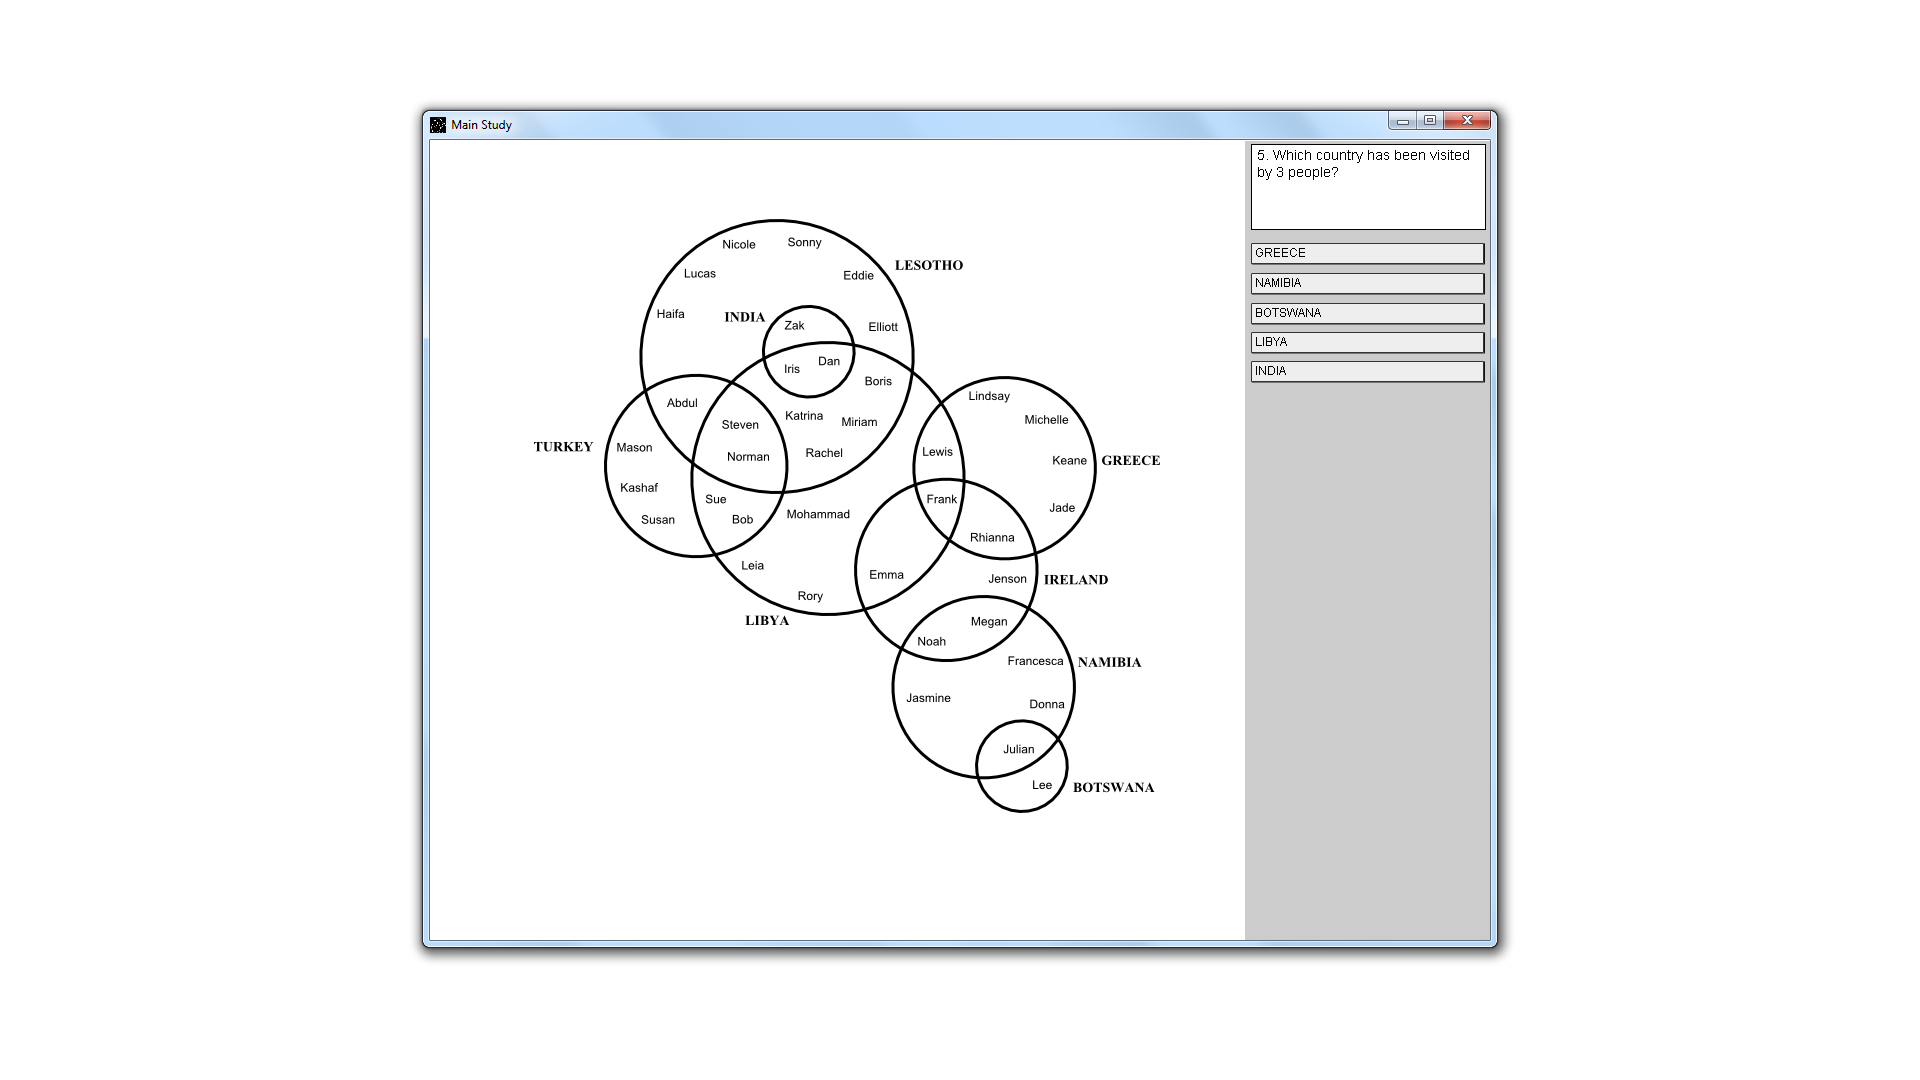 Main Study
5. Which country has been visited
by 3 people?
GREECE
NAMIBIA
BOTSWANA
LIBYA
INDIA
Nicole
Sonny
LESOTHO
Lucas
Eddie
Haifa
INDIA
Zak
Elliott
Iris
Dan
Boris
Abdul
Steven
Katrina
Miriam
Lindsay
Michelle
TURKEY
Mason
Norman
Rachel
Lewis
Keane
GREECE
Kashaf
Sue
Frank
Jade
Susan
Bob
Mohammad
Rhianna
Leia
Emma
Jenson
IRELAND
Rory
LIBYA
Megan
Noah
Francesca
NAMIBIA
Jasmine
Donna
Julian
Lee
BOTSWANA